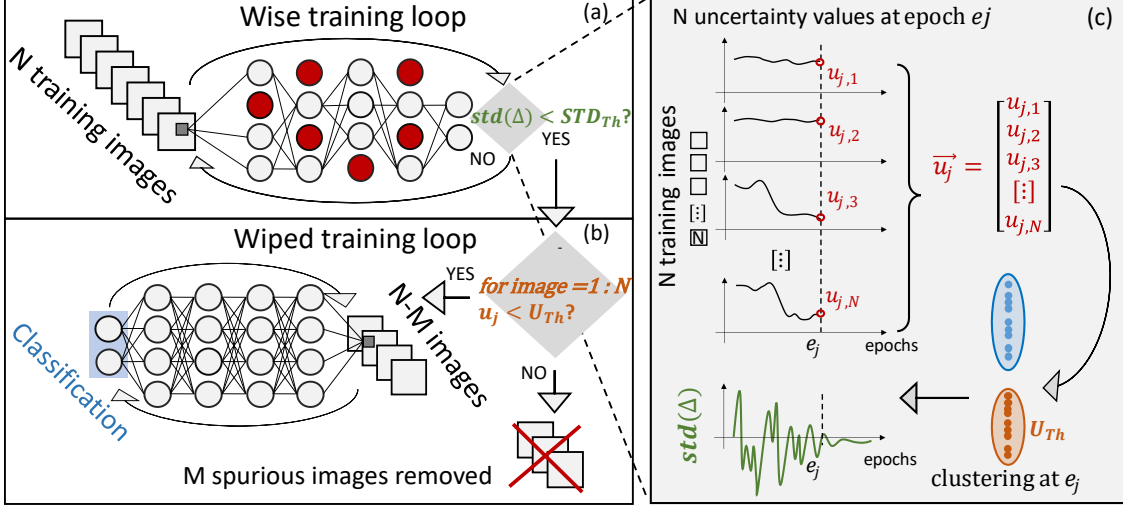 Wise training loop
(a)
N training images
std(Δ) < STD_Th?
YES
NO
Wiped training loop
(b)
YES
for image =1 : N
u_j < U_Th?
N-M images
Classification
NO
M spurious images removed
N uncertainty values at epoch e_j
(c)
N training images
[⋮]
N
u_j,1
u_j,2
u_j,3
[⋮]
u_j,N
e_j
epochs
u_j→ =
u_j,1
u_j,2
u_j,3
[⋮]
u_j,N
U_Th
clustering at e_j
std(Δ)
e_j
epochs